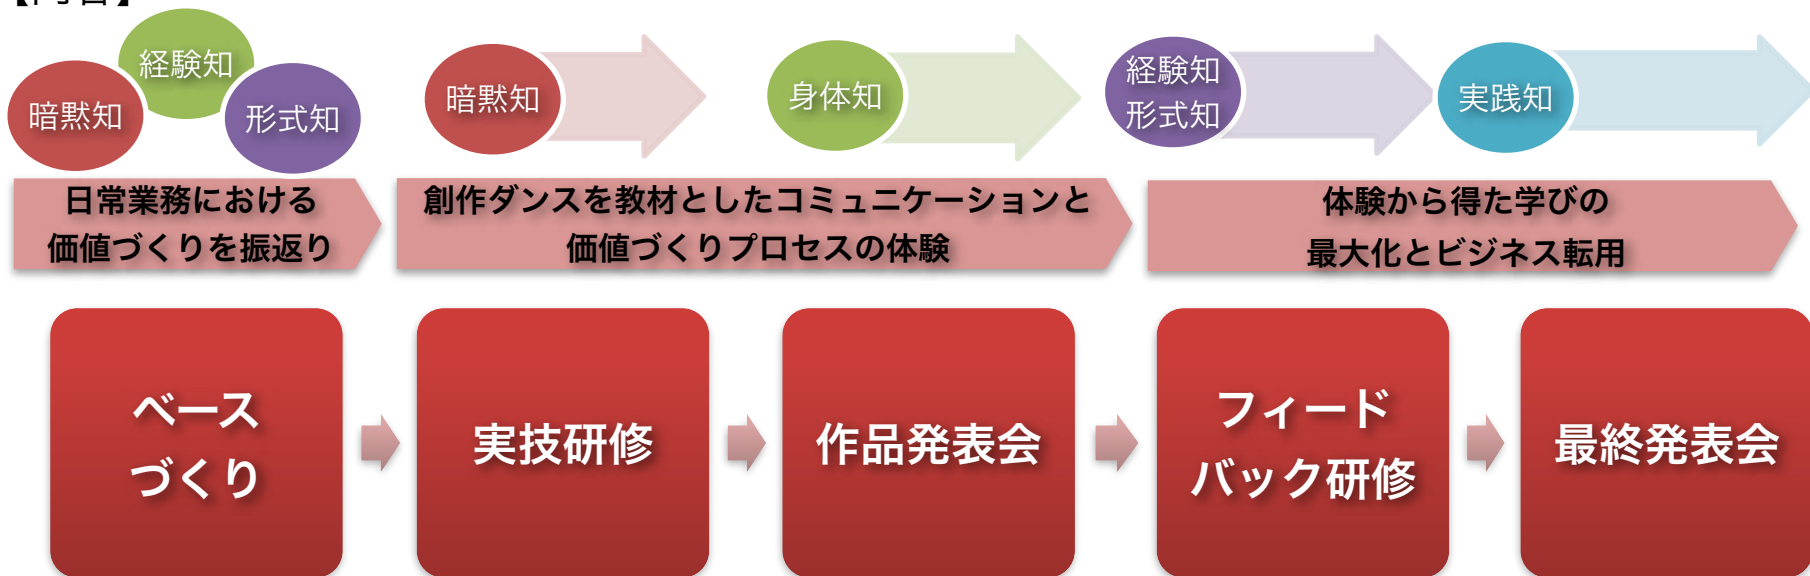 経験知
暗黙知
形式知
暗黙知
身体知
経験知
形式知
実践知
日常業務における
価値づくりを振返り
創作ダンスを教材としたコミュニケーションと
価値づくりプロセスの体験
体験から得た学びの
最大化とビジネス転用
ベース
づくり
実技研修
作品発表会
フィード
バック研修
最終発表会